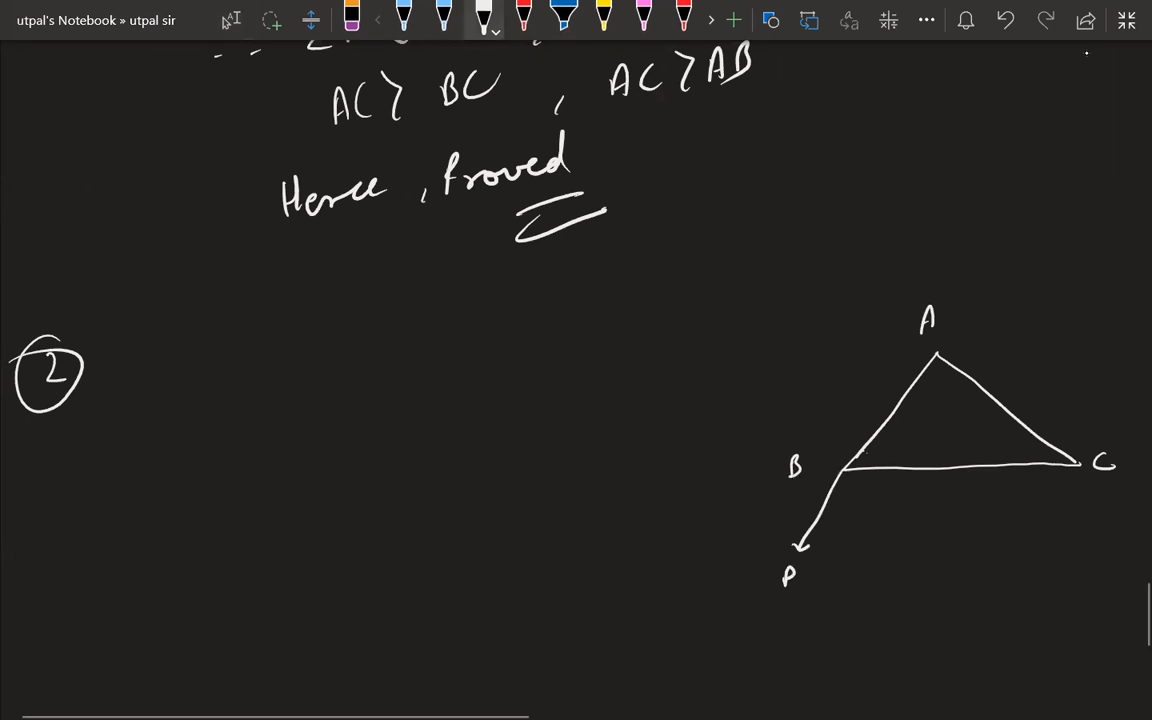 utpal's Notebook » utpal sir
AC > BC , AC > AB
Hence, Proved
2
A
B
C
P